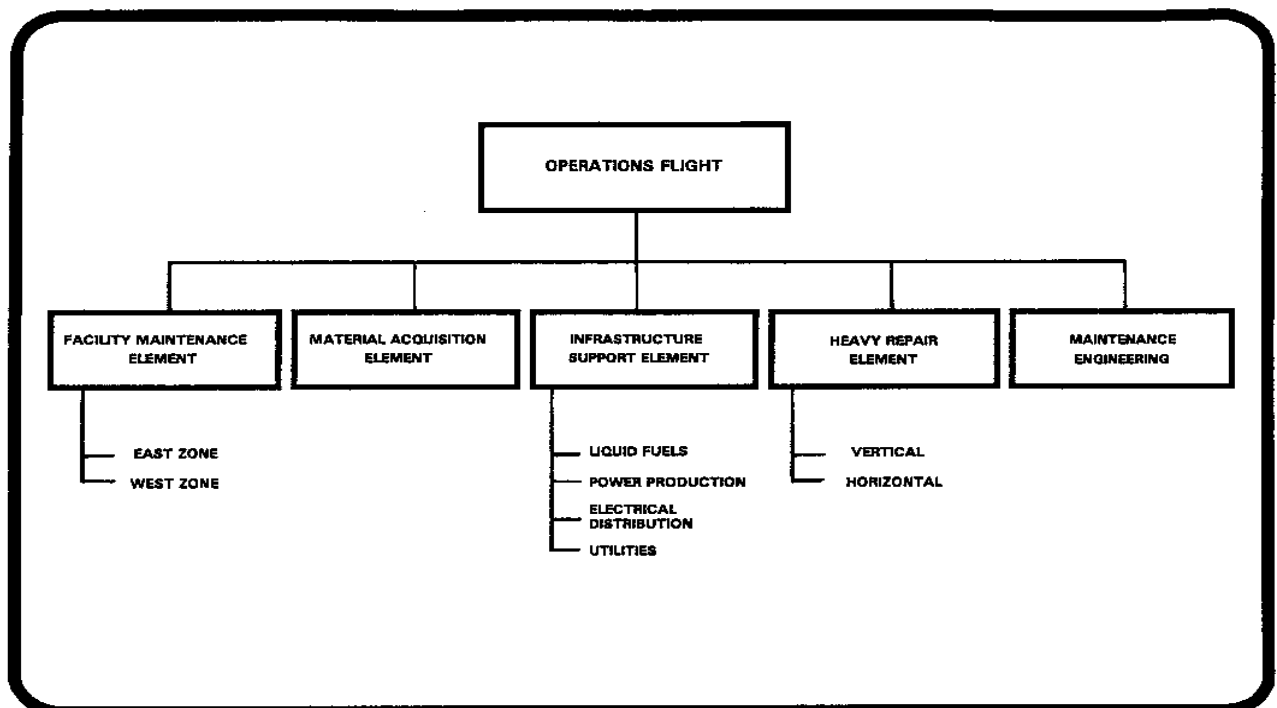 OPERATIONS FLIGHT
FACILITY MAINTENANCE
ELEMENT
MATERIAL ACQUISITION
ELEMENT
INFRASTRUCTURE
SUPPORT ELEMENT
HEAVY REPAIR
ELEMENT
MAINTENANCE
ENGINEERING
EAST ZONE
WEST ZONE
LIQUID FUELS
POWER PRODUCTION
ELECTRICAL
DISTRIBUTION
UTILITIES
VERTICAL
HORIZONTAL